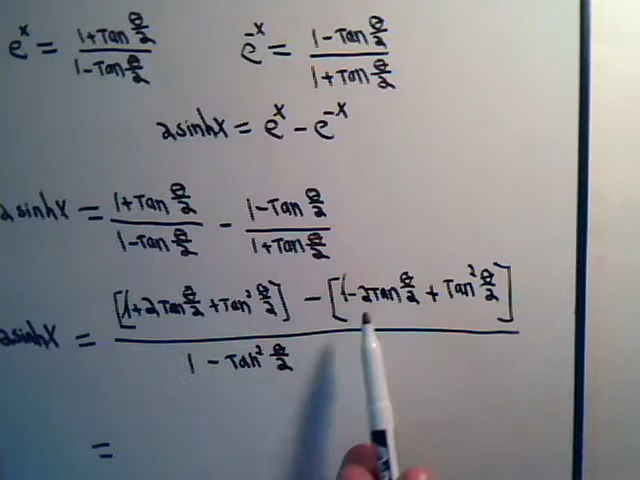 e^x = (1+Tan θ/2)/(1-Tan θ/2) e^-x = (1-Tan θ/2)/(1+Tan θ/2)
2sinhx = e^x - e^-x
2sinhx = (1+Tan θ/2)/(1-Tan θ/2) - (1-Tan θ/2)/(1+Tan θ/2)
2sinhx = ([1+2Tan θ/2 + Tan² θ/2] - [1-2Tan θ/2 + Tan² θ/2])/(1 - Tan² θ/2)
=